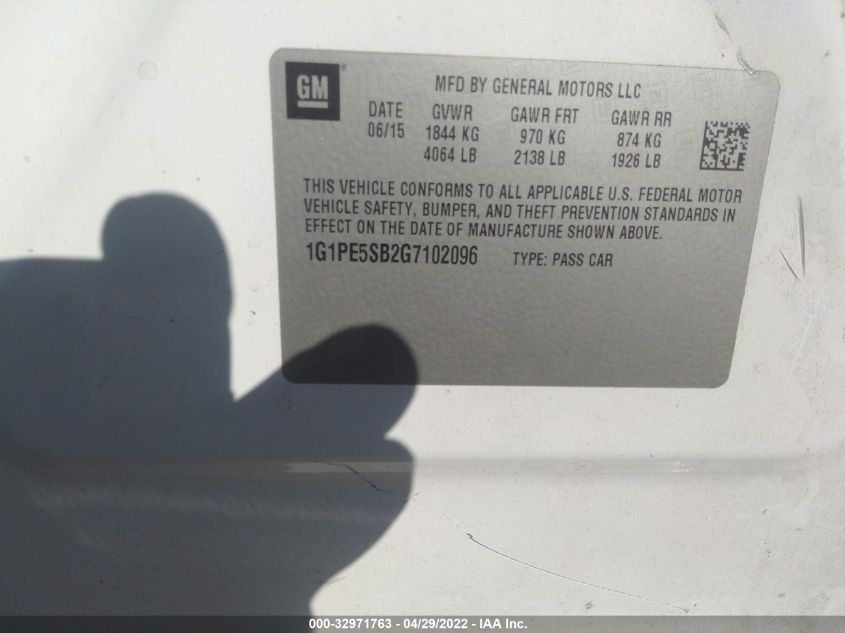 GM®
MFD BY GENERAL MOTORS LLC
DATE GVWR GAWR FRT GAWR RR
06/15 1844 KG 970 KG 874 KG
4064 LB 2138 LB 1926 LB
THIS VEHICLE CONFORMS TO ALL APPLICABLE U.S. FEDERAL MOTOR
VEHICLE SAFETY, BUMPER, AND THEFT PREVENTION STANDARDS IN
EFFECT ON THE DATE OF MANUFACTURE SHOWN ABOVE.
1G1PE5SB2G7102096 TYPE: PASS CAR
000-32971763 - 04/29/2022 - IAA Inc.